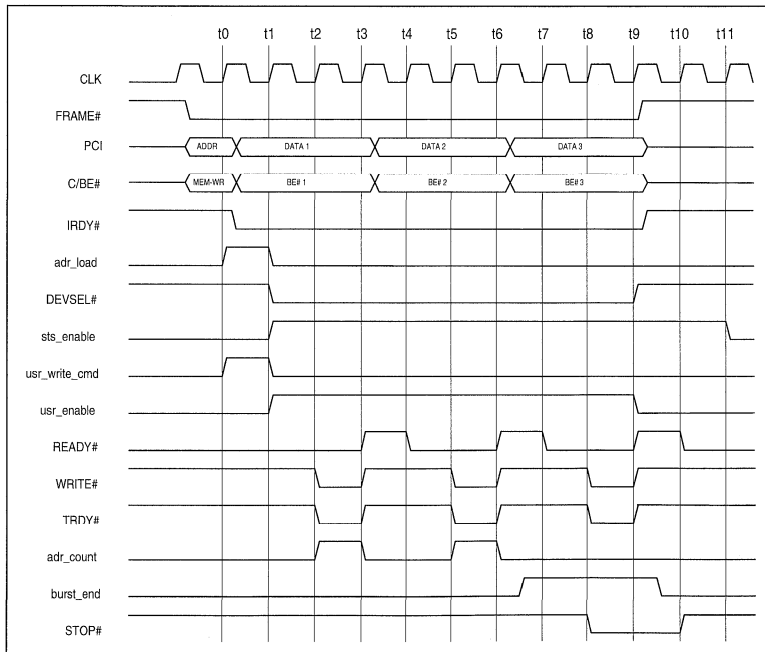 t0 t1 t2 t3 t4 t5 t6 t7 t8 t9 t10 t11
CLK
FRAME#
PCI ADDR DATA 1 DATA 2 DATA 3
C/BE# MEM-WR BE# 1 BE# 2 BE# 3
IRDY#
adr_load
DEVSEL#
sts_enable
usr_write_cmd
usr_enable
READY#
WRITE#
TRDY#
adr_count
burst_end
STOP#